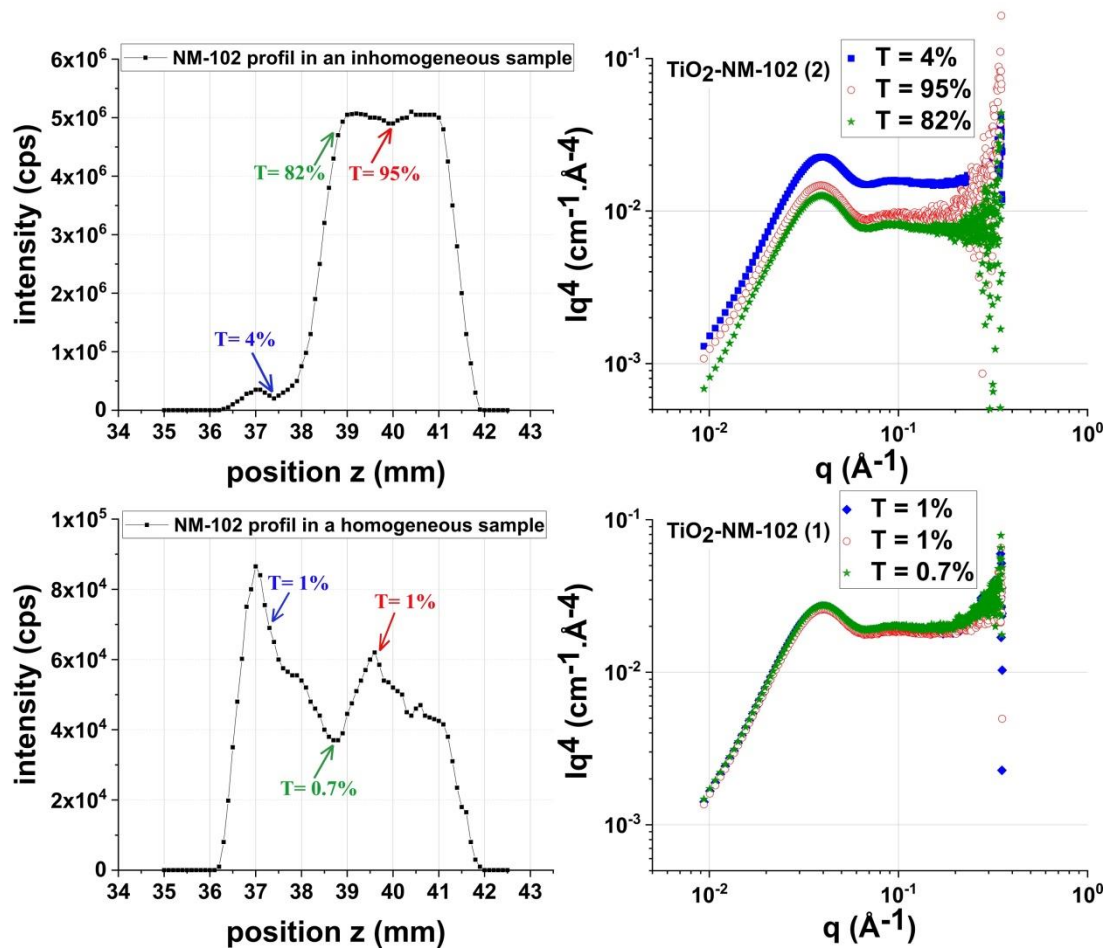 NM-102 profil in an inhomogeneous sample
6x10⁶
5x10⁶
4x10⁶
3x10⁶
2x10⁶
1x10⁶
0
intensity (cps)
T= 82%
T= 95%
T= 4%
34 35 36 37 38 39 40 41 42 43
position z (mm)
TiO2-NM-102 (2)
T = 4%
T = 95%
T = 82%
10⁻¹
10⁻²
10⁻³
Iq⁴ (cm⁻¹.Å⁻⁴)
10⁻² 10⁻¹ 10⁰
q (Å⁻¹)
NM-102 profil in a homogeneous sample
1x10⁵
8x10⁴
6x10⁴
4x10⁴
2x10⁴
0
intensity (cps)
T= 1%
T= 1%
T= 0.7%
34 35 36 37 38 39 40 41 42 43
position z (mm)
TiO2-NM-102 (1)
T = 1%
T = 1%
T = 0.7%
10⁻¹
10⁻²
10⁻³
Iq⁴ (cm⁻¹.Å⁻⁴)
10⁻² 10⁻¹ 10⁰
q (Å⁻¹)